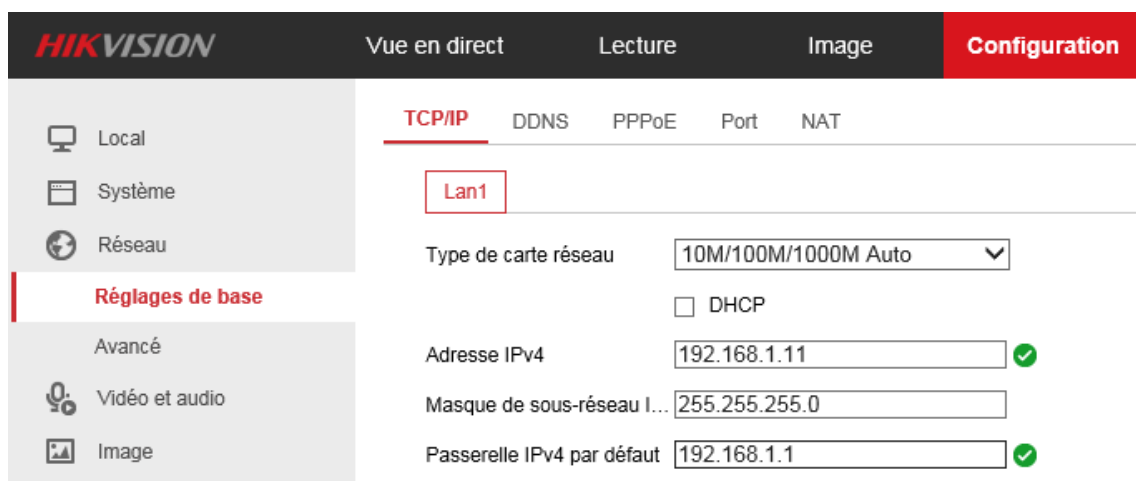 HIKVISION Vue en direct Lecture Image Configuration
TCP/IP DDNS PPPoE Port NAT
Local
Lan1
Système
Réseau
Type de carte réseau 10M/100M/1000M Auto
Réglages de base
DHCP
Avancé
Adresse IPv4 192.168.1.11
Vidéo et audio
Masque de sous-réseau I... 255.255.255.0
Image
Passerelle IPv4 par défaut 192.168.1.1